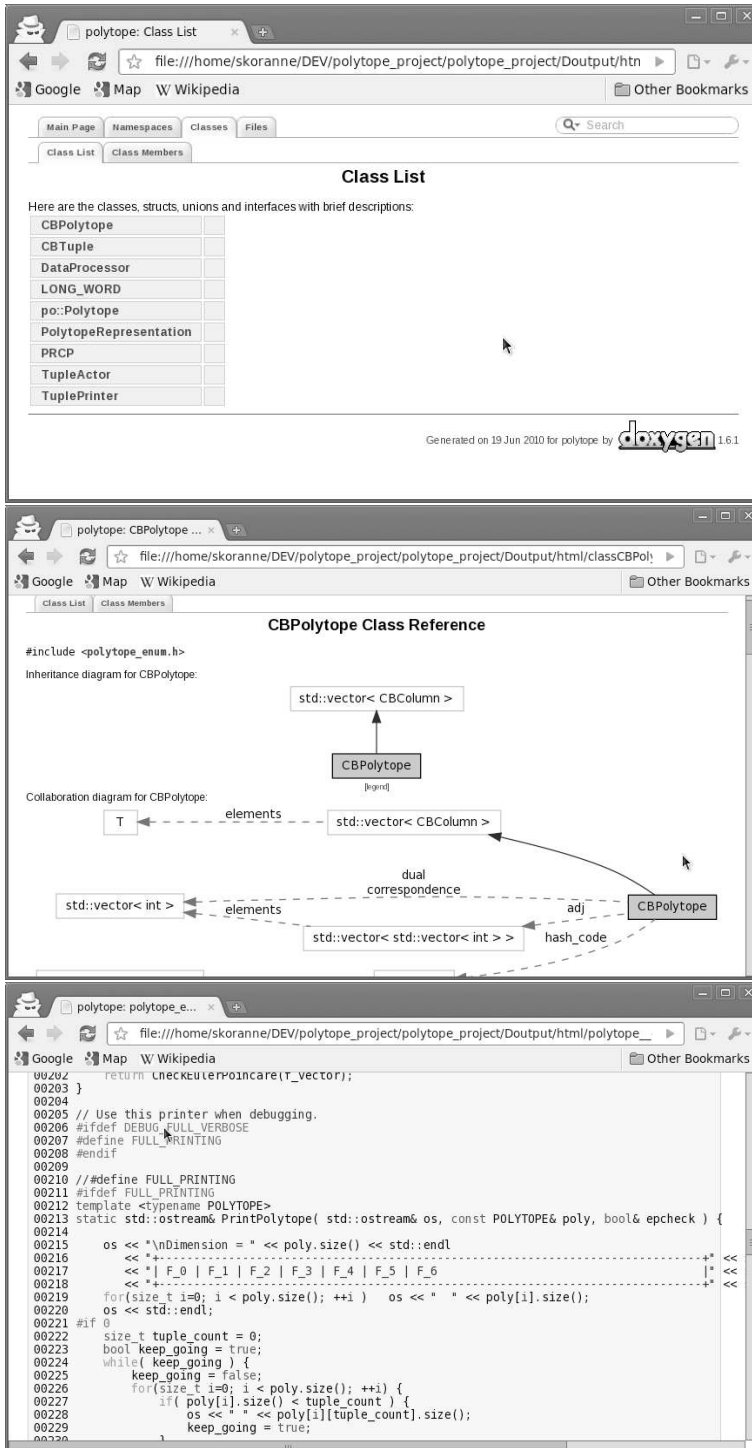 polytope: Class List
file:///home/skoranne/DEV/polytope_project/polytope_project/Doutput/htn
Google Map W Wikipedia Other Bookmarks
Main Page Namespaces Classes Files Search
Class List Class Members
Class List
Here are the classes, structs, unions and interfaces with brief descriptions:
CBPolytope
CBTuple
DataProcessor
LONG_WORD
po::Polytope
PolytopeRepresentation
PRCP
TupleActor
TuplePrinter
Generated on 19 Jun 2010 for polytope by doxygen 1.6.1
polytope: CBPolytope ...
file:///home/skoranne/DEV/polytope_project/polytope_project/Doutput/html/classCBPoly
Google Map W Wikipedia Other Bookmarks
Class List Class Members
CBPolytope Class Reference
#include <polytope_enum.h>
Inheritance diagram for CBPolytope:
std::vector< CBColumn >
CBPolytope
[legend]
Collaboration diagram for CBPolytope:
T elements std::vector< CBColumn >
dual
correspondence
std::vector< int > elements adj CBPolytope
std::vector< std::vector< int > > hash_code
polytope: polytope_e...
file:///home/skoranne/DEV/polytope_project/polytope_project/Doutput/html/polytope__
Google Map W Wikipedia Other Bookmarks
00202     return CheckEulerPoincare(f_vector);
00203 }
00204
00205 // Use this printer when debugging.
00206 #ifdef DEBUG_FULL_VERBOSE
00207 #define FULL_PRINTING
00208 #endif
00209
00210 //#define FULL_PRINTING
00211 #ifdef FULL_PRINTING
00212 template <typename POLYTOPE>
00213 static std::ostream& PrintPolytope( std::ostream& os, const POLYTOPE& poly, bool& epcheck ) {
00214
00215     os << "\nDimension = " << poly.size() << std::endl
00216        << "+------------------------------------------------------------------+" <<
00217        << "| F_0 | F_1 | F_2 | F_3 | F_4 | F_5 | F_6                          |" <<
00218        << "+------------------------------------------------------------------+" <<
00219     for(size_t i=0; i < poly.size(); ++i )   os << "  " << poly[i].size();
00220     os << std::endl;
00221 #if 0
00222     size_t tuple_count = 0;
00223     bool keep_going = true;
00224     while( keep_going ) {
00225         keep_going = false;
00226         for(size_t i=0; i < poly.size(); ++i) {
00227             if( poly[i].size() < tuple_count ) {
00228                 os << " " << poly[i][tuple_count].size();
00229                 keep_going = true;
00230             }